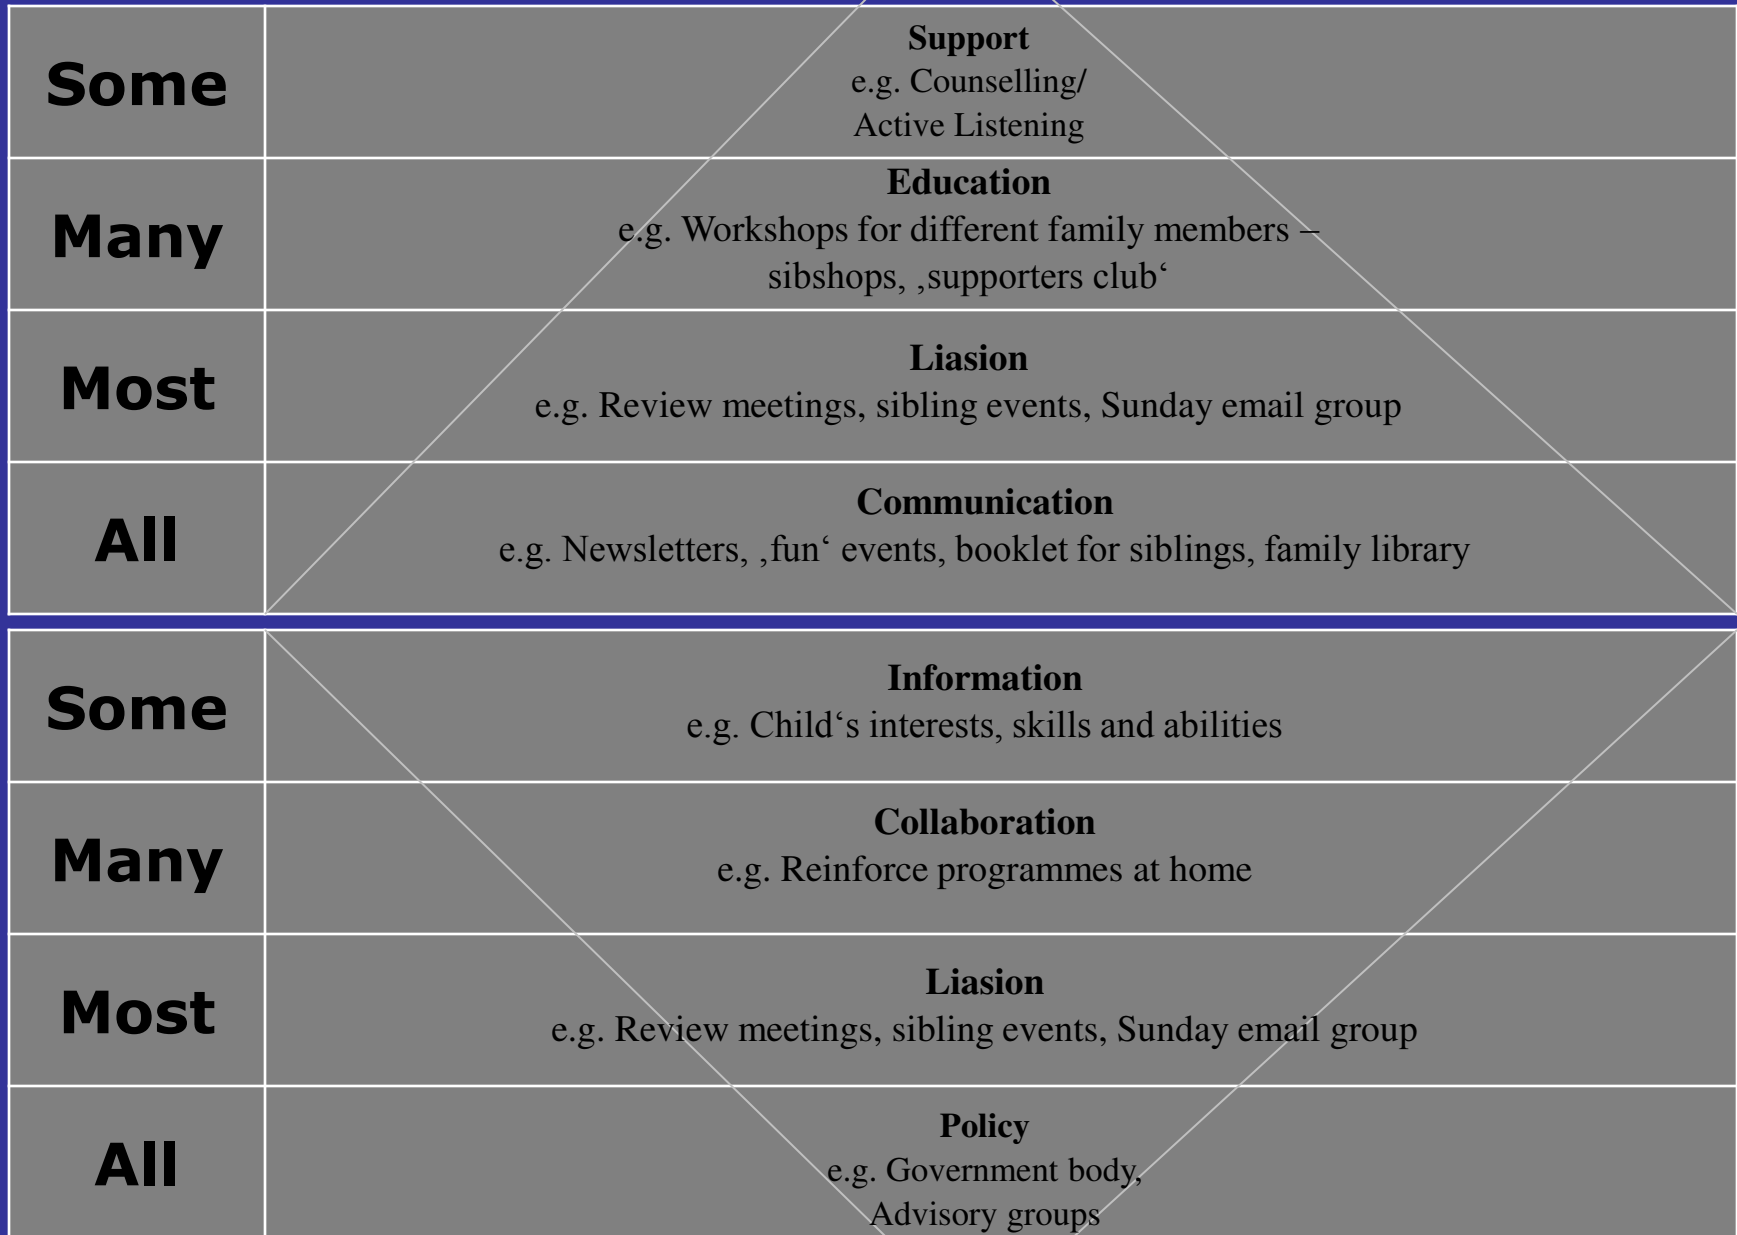 Some
Support
e.g. Counselling/
Active Listening
Many
Education
e.g. Workshops for different family members –
sibshops, ‚supporters club‘
Most
Liasion
e.g. Review meetings, sibling events, Sunday email group
All
Communication
e.g. Newsletters, ‚fun‘ events, booklet for siblings, family library
Some
Information
e.g. Child‘s interests, skills and abilities
Many
Collaboration
e.g. Reinforce programmes at home
Most
Liasion
e.g. Review meetings, sibling events, Sunday email group
All
Policy
e.g. Government body,
Advisory groups